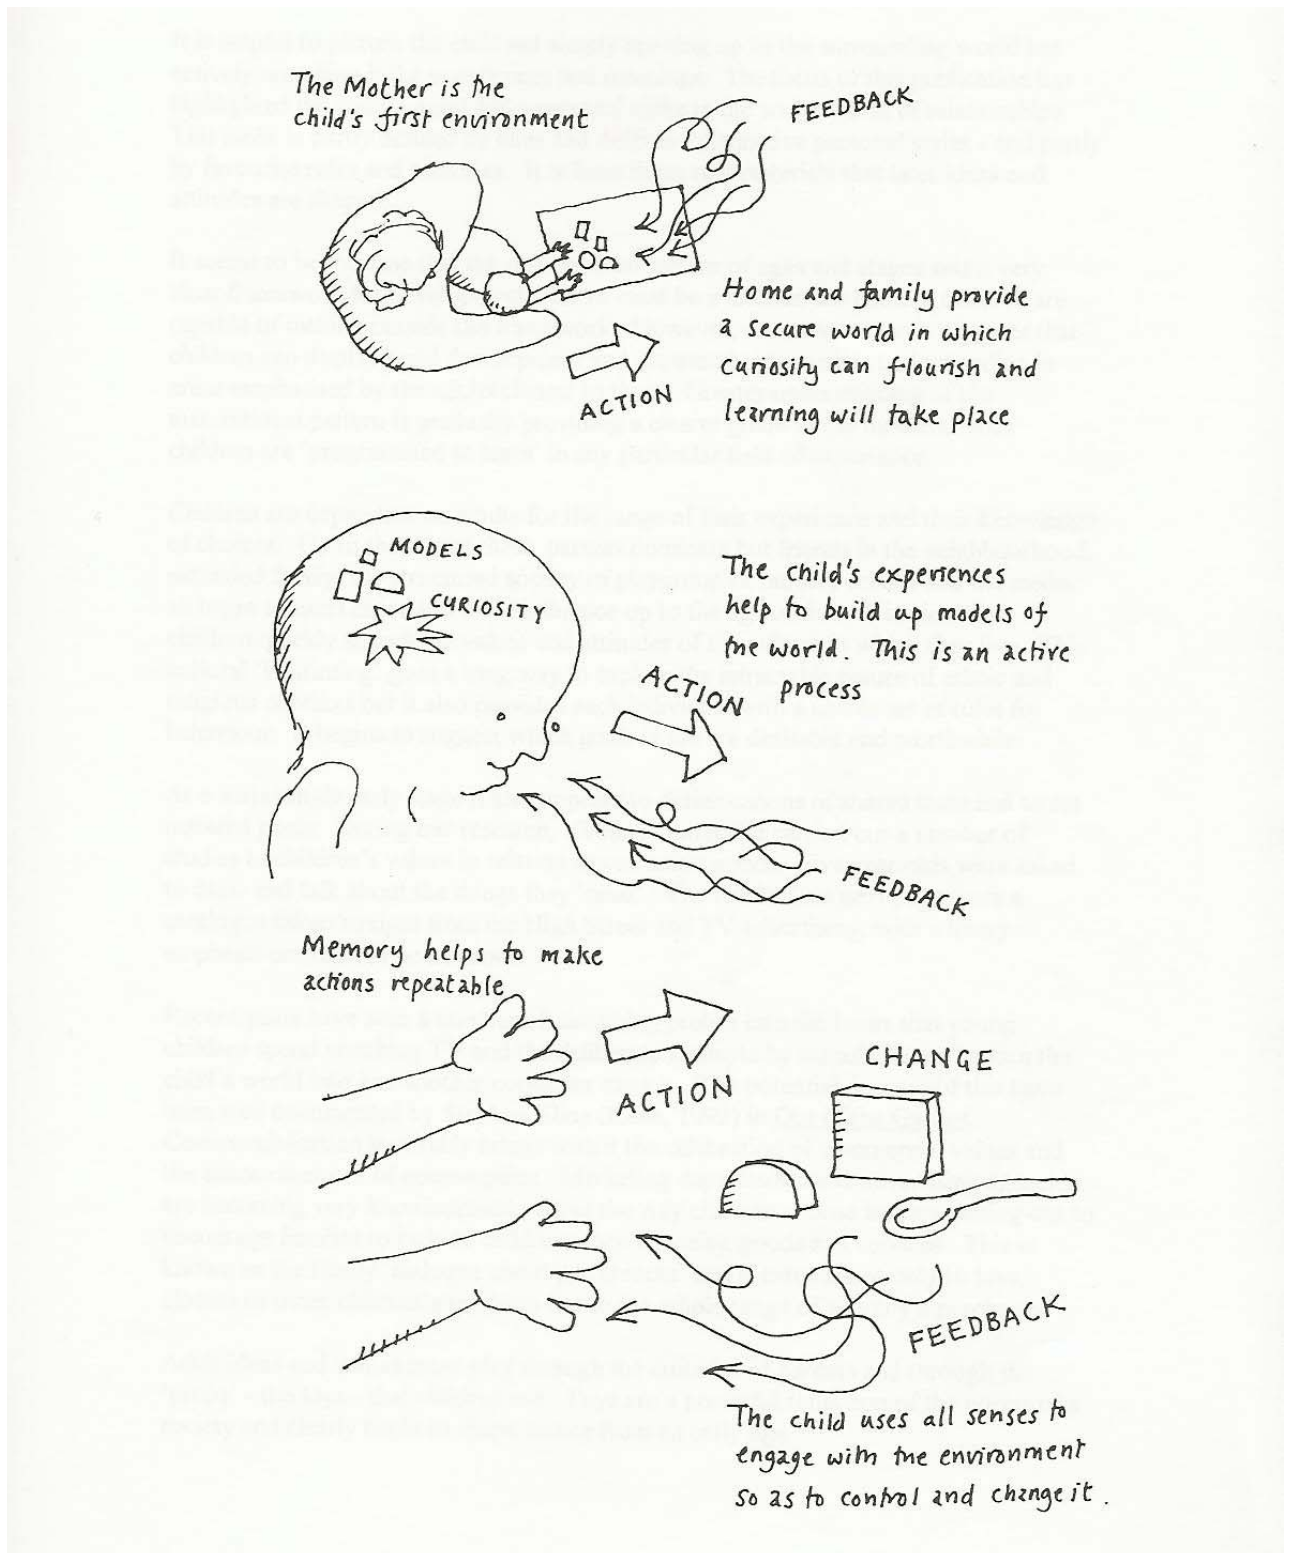 The Mother is the
child's first environment
FEEDBACK
Home and family provide
a secure world in which
curiosity can flourish and
learning will take place
ACTION
MODELS
CURIOSITY
The child's experiences
help to build up models of
the world. This is an active
process
ACTION
FEEDBACK
Memory helps to make
actions repeatable
ACTION
CHANGE
FEEDBACK
The child uses all senses to
engage with the environment
so as to control and change it.